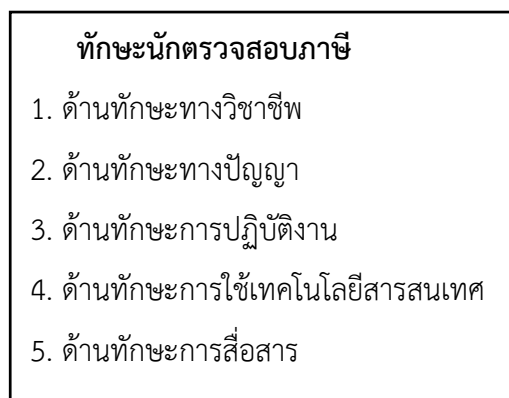 ทักษะนักตรวจสอบภาษี
1. ด้านทักษะทางวิชาชีพ
2. ด้านทักษะทางปัญญา
3. ด้านทักษะการปฏิบัติงาน
4. ด้านทักษะการใช้เทคโนโลยีสารสนเทศ
5. ด้านทักษะการสื่อสาร